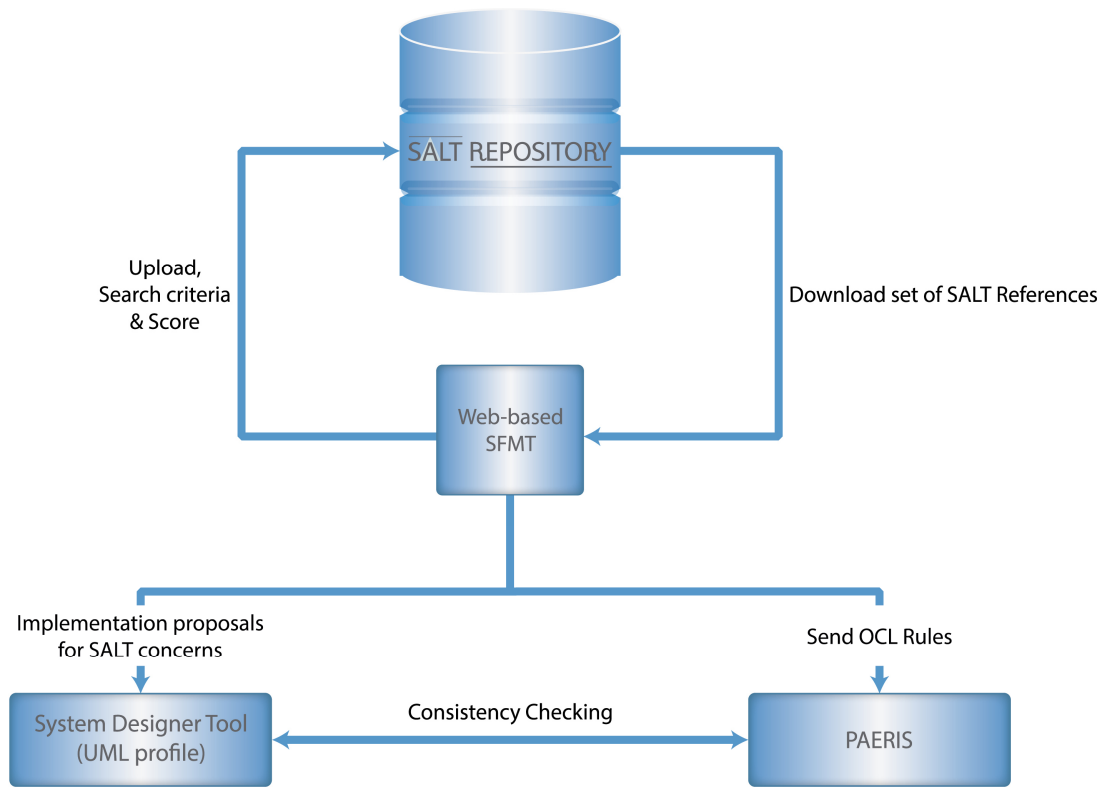 SALT REPOSITORY
Upload,
Search criteria
& Score
Download set of SALT References
Web-based
SFMT
Implementation proposals
for SALT concerns
Send OCL Rules
System Designer Tool
(UML profile)
Consistency Checking
PAERIS